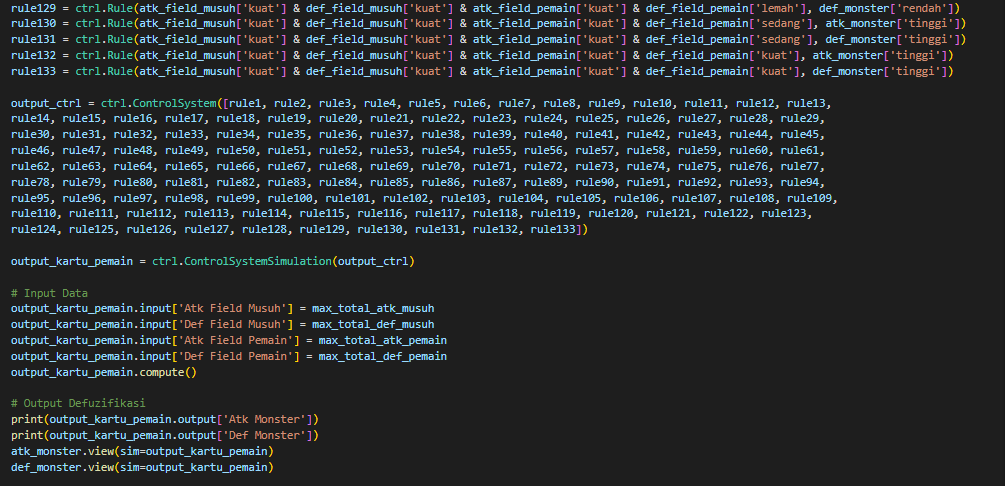 rule129 = ctrl.Rule(atk_field_musuh['kuat'] & def_field_musuh['kuat'] & atk_field_pemain['kuat'] & def_field_pemain['lemah'], def_monster['rendah'])
rule130 = ctrl.Rule(atk_field_musuh['kuat'] & def_field_musuh['kuat'] & atk_field_pemain['kuat'] & def_field_pemain['sedang'], atk_monster['tinggi'])
rule131 = ctrl.Rule(atk_field_musuh['kuat'] & def_field_musuh['kuat'] & atk_field_pemain['kuat'] & def_field_pemain['sedang'], def_monster['tinggi'])
rule132 = ctrl.Rule(atk_field_musuh['kuat'] & def_field_musuh['kuat'] & atk_field_pemain['kuat'] & def_field_pemain['kuat'], atk_monster['tinggi'])
rule133 = ctrl.Rule(atk_field_musuh['kuat'] & def_field_musuh['kuat'] & atk_field_pemain['kuat'] & def_field_pemain['kuat'], def_monster['tinggi'])
output_ctrl = ctrl.ControlSystem([rule1, rule2, rule3, rule4, rule5, rule6, rule7, rule8, rule9, rule10, rule11, rule12, rule13,
rule14, rule15, rule16, rule17, rule18, rule19, rule20, rule21, rule22, rule23, rule24, rule25, rule26, rule27, rule28, rule29,
rule30, rule31, rule32, rule33, rule34, rule35, rule36, rule37, rule38, rule39, rule40, rule41, rule42, rule43, rule44, rule45,
rule46, rule47, rule48, rule49, rule50, rule51, rule52, rule53, rule54, rule55, rule56, rule57, rule58, rule59, rule60, rule61,
rule62, rule63, rule64, rule65, rule66, rule67, rule68, rule69, rule70, rule71, rule72, rule73, rule74, rule75, rule76, rule77,
rule78, rule79, rule80, rule81, rule82, rule83, rule84, rule85, rule86, rule87, rule89, rule90, rule91, rule92, rule93, rule94,
rule95, rule96, rule97, rule98, rule99, rule100, rule101, rule102, rule103, rule104, rule105, rule106, rule107, rule108, rule109,
rule110, rule111, rule112, rule113, rule114, rule115, rule116, rule117, rule118, rule119, rule120, rule121, rule122, rule123,
rule124, rule125, rule126, rule127, rule128, rule129, rule130, rule131, rule132, rule133])
output_kartu_pemain = ctrl.ControlSystemSimulation(output_ctrl)
# Input Data
output_kartu_pemain.input['Atk Field Musuh'] = max_total_atk_musuh
output_kartu_pemain.input['Def Field Musuh'] = max_total_def_musuh
output_kartu_pemain.input['Atk Field Pemain'] = max_total_atk_pemain
output_kartu_pemain.input['Def Field Pemain'] = max_total_def_pemain
output_kartu_pemain.compute()
# Output Defuzifikasi
print(output_kartu_pemain.output['Atk Monster'])
print(output_kartu_pemain.output['Def Monster'])
atk_monster.view(sim=output_kartu_pemain)
def_monster.view(sim=output_kartu_pemain)